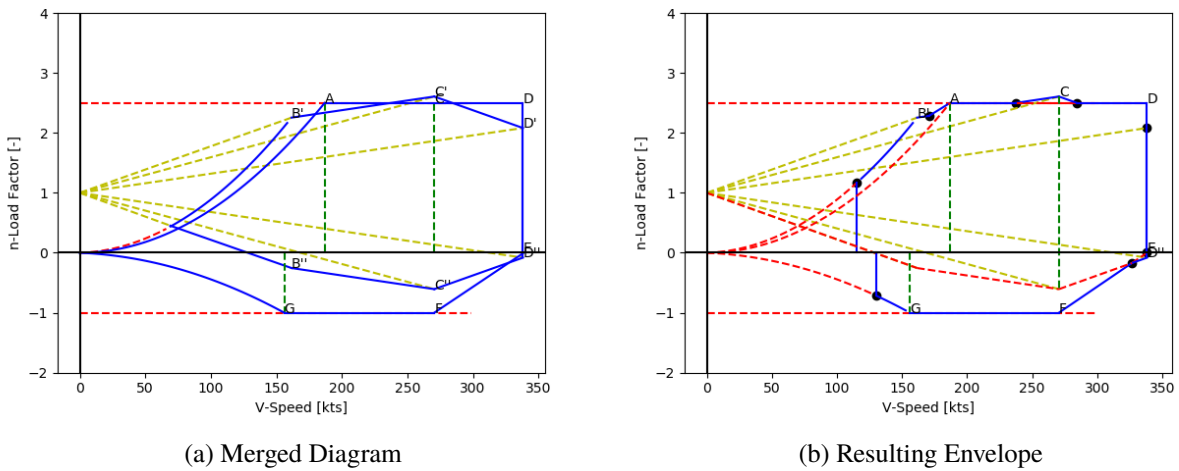 4
3
2
1
0
−1
−2
n-Load Factor [-]
B'
A
C'
C
D
D'
B''
C''
E
D''
G
F
0
50
100
150
200
250
300
350
V-Speed [kts]
(a) Merged Diagram
4
3
2
1
0
−1
−2
n-Load Factor [-]
B'
A
C
D
D'
E
D''
G
F
0
50
100
150
200
250
300
350
V-Speed [kts]
(b) Resulting Envelope